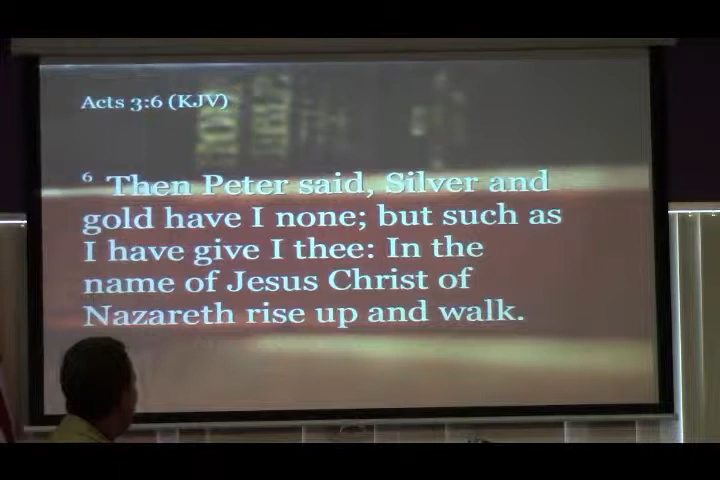 Acts 3:6 (KJV)
6 Then Peter said, Silver and
gold have I none; but such as
I have give I thee: In the
name of Jesus Christ of
Nazareth rise up and walk.